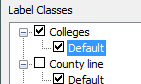 Label Classes
Colleges
Default
County line
Default